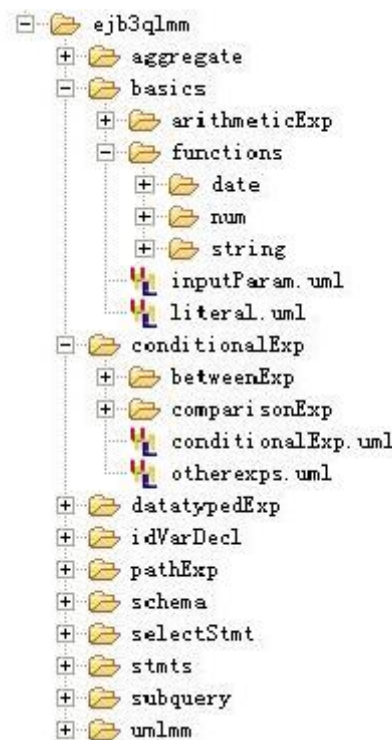 ejb3qlmm
aggregate
basics
arithmeticExp
functions
date
num
string
inputParam.uml
literal.uml
conditionalExp
betweenExp
comparisonExp
conditionalExp.uml
otherexps.uml
datatypedExp
idVarDecl
pathExp
schema
selectStmt
stmts
subquery
umlmm